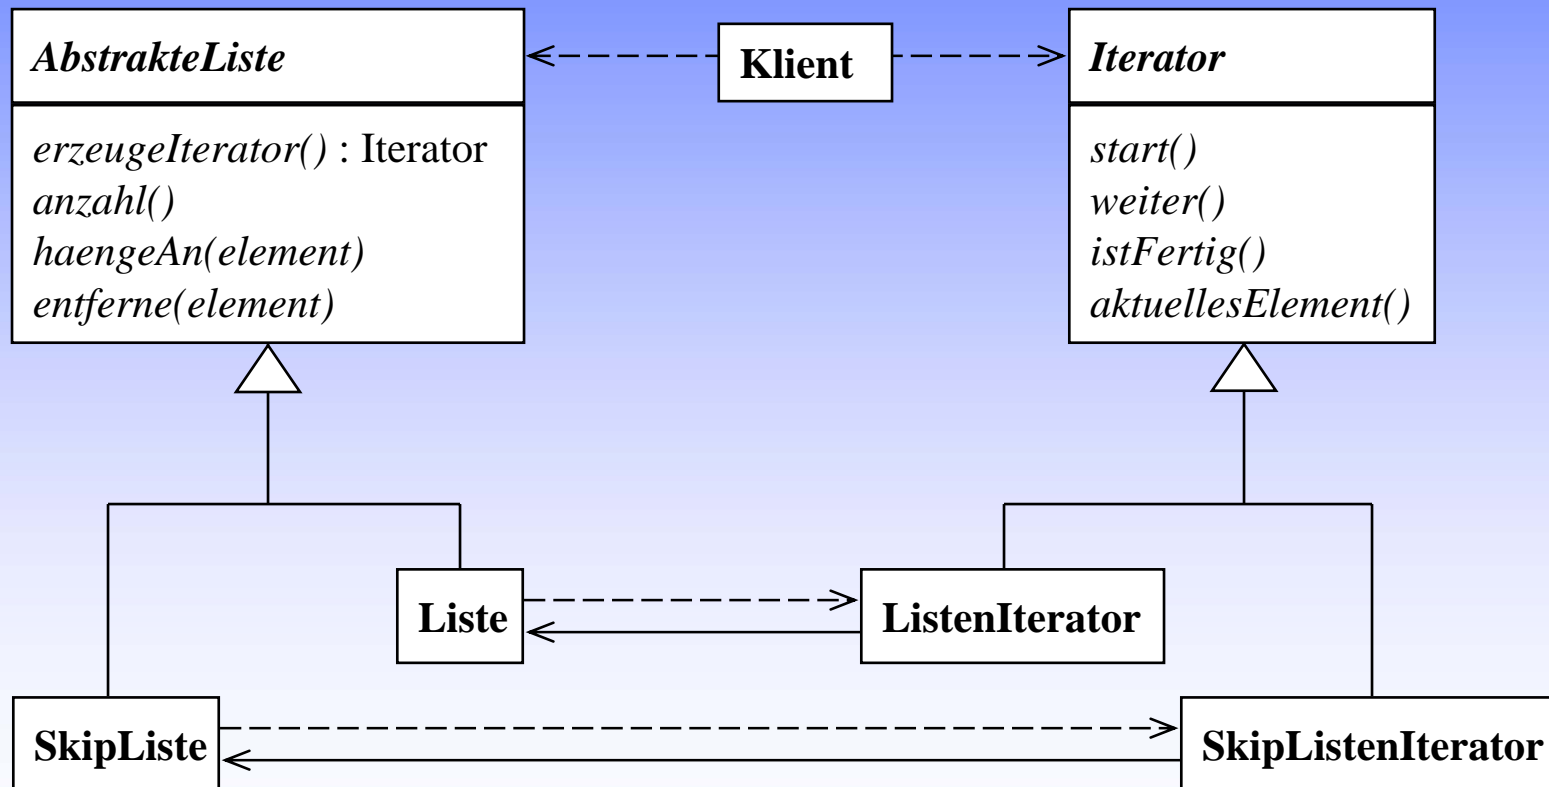 AbstrakteListe
erzeugeIterator() : Iterator
anzahl()
haengeAn(element)
entferne(element)
Klient
Iterator
start()
weiter()
istFertig()
aktuellesElement()
Liste
ListenIterator
SkipListe
SkipListenIterator